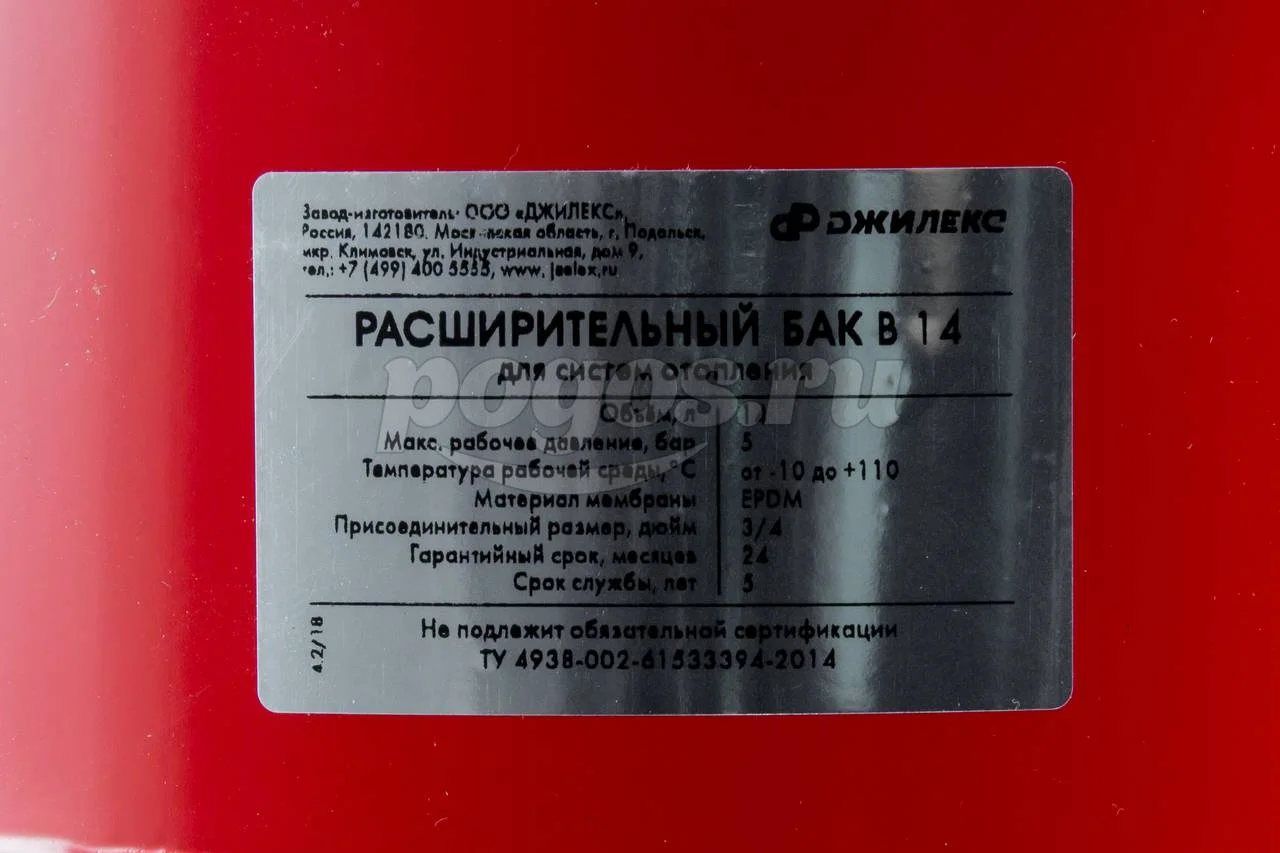 Завод-изготовитель: ООО «ДЖИЛЕКС»,
Россия, 142180, Московская область, г. Подольск,
мкр. Климовск, ул. Индустриальная, дом 9,
тел.: +7 (499) 400 5555, www.jeelex.ru
ДЖИЛЕКС
РАСШИРИТЕЛЬНЫЙ БАК В 14
для систем отопления
pogos.ru
Объём, л 14
Макс. рабочее давление, бар 5
Температура рабочей среды, °С от -10 до +110
Материал мембраны EPDM
Присоединительный размер, дюйм 3/4
Гарантийный срок, месяцев 24
Срок службы, лет 5
4.2/18
Не подлежит обязательной сертификации
ТУ 4938-002-61533394-2014